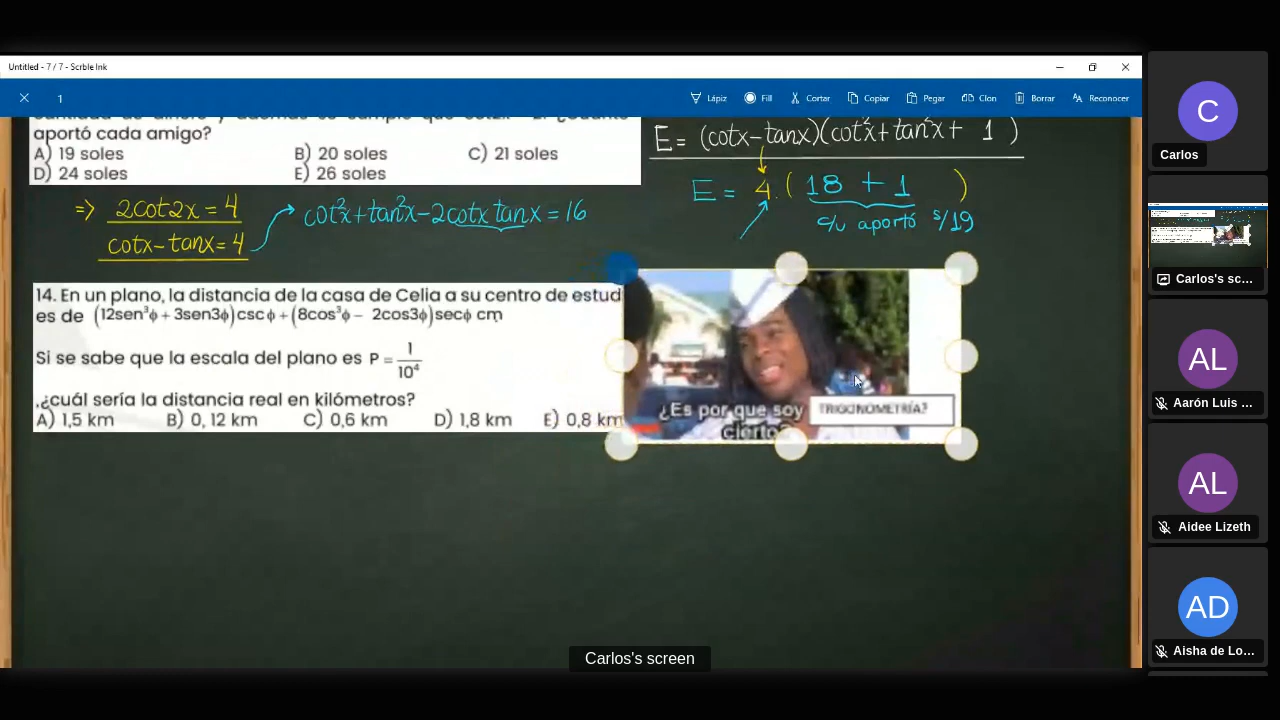 Untitled - 7 / 7 - Scrble Ink
1
Lápiz
Fill
Cortar
Copiar
Pegar
Clon
Borrar
Reconocer
aportó cada amigo?
A) 19 soles B) 20 soles C) 21 soles
D) 24 soles E) 26 soles
E = (cotx-tanx)(cot²x+tan²x+ 1 )
E = 4.( 18 + 1 )
c/u aportó s/19
=> 2cot2x = 4
cotx-tanx = 4
cot²x+tan²x-2cotx tanx = 16
14. En un plano, la distancia de la casa de Celia a su centro de estud
es de (12sen³ϕ + 3sen3ϕ)cscϕ + (8cos³ϕ - 2cos3ϕ)secϕ cm
Si se sabe que la escala del plano es P = 1/10⁴
,¿cuál sería la distancia real en kilómetros?
A) 1,5 km B) 0, 12 km C) 0,6 km D) 1,8 km E) 0,8 km
¿Es por que soy TRIGONOMETRÍA?
cierto?
Carlos's screen
C
Carlos
Carlos's sc...
AL
Aarón Luis ...
AL
Aidee Lizeth
AD
Aisha de Lo...